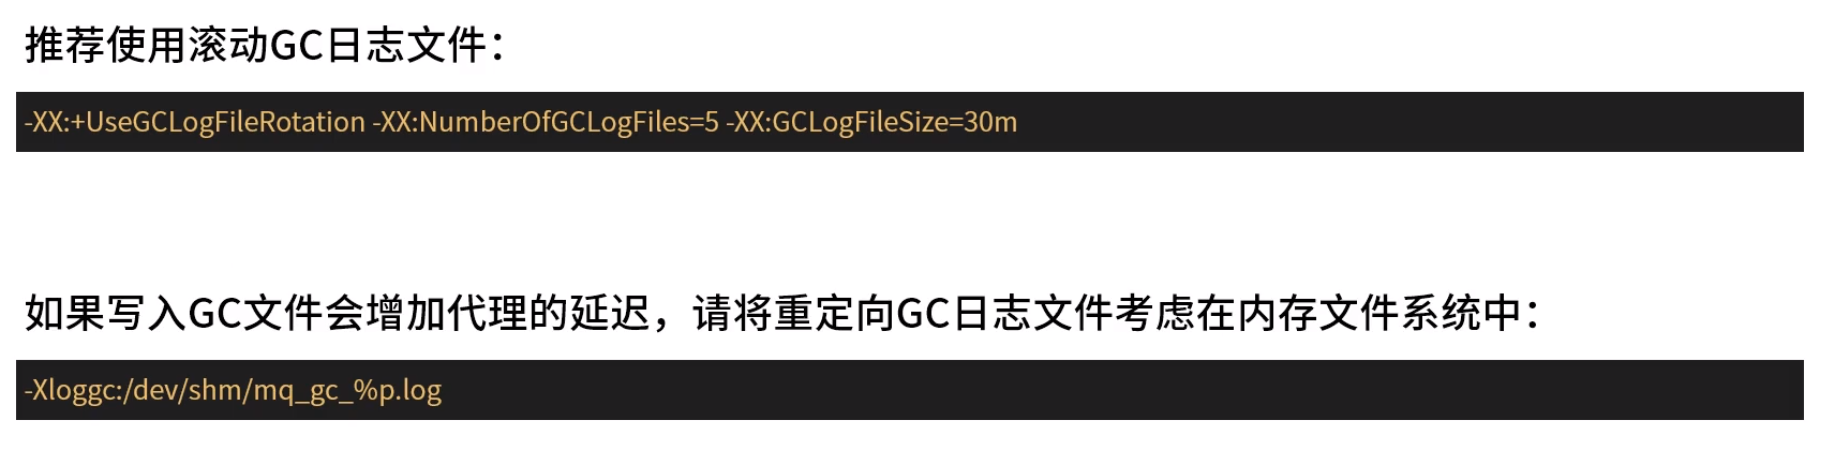 推荐使用滚动GC日志文件：
-XX:+UseGCLogFileRotation -XX:NumberOfGCLogFiles=5 -XX:GCLogFileSize=30m
如果写入GC文件会增加代理的延迟，请将重定向GC日志文件考虑在内存文件系统中：
-Xloggc:/dev/shm/mq_gc_%p.log